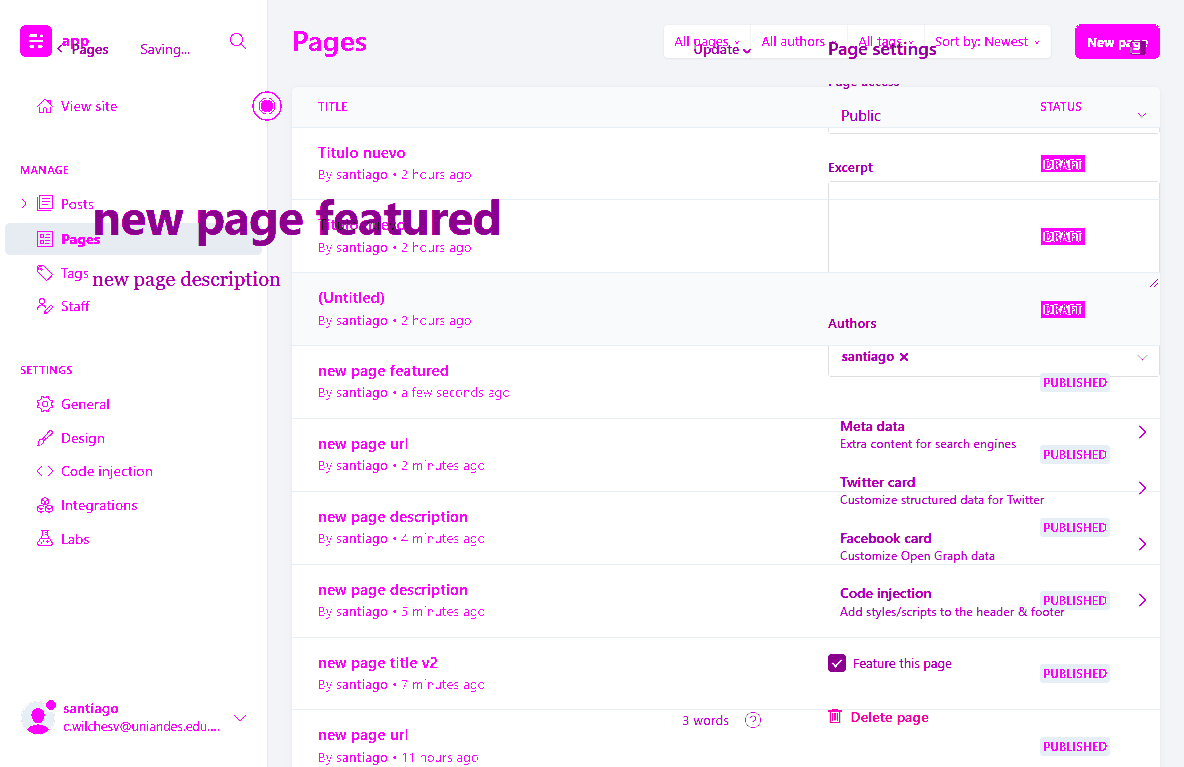 app
Pages
Saving...
View site
MANAGE
Posts
Pages
Tags
Staff
SETTINGS
General
Design
Code injection
Integrations
Labs
santiago
c.wilchesv@uniandes.edu....
Pages
All pages
All authors
All tags
Sort by: Newest
New page
Update
Page settings
TITLE
STATUS
Titulo nuevo
By santiago • 2 hours ago
DRAFT
Titulo nuevo
By santiago • 2 hours ago
DRAFT
(Untitled)
By santiago • 2 hours ago
DRAFT
new page featured
By santiago • a few seconds ago
PUBLISHED
new page url
By santiago • 2 minutes ago
PUBLISHED
new page description
By santiago • 4 minutes ago
PUBLISHED
new page description
By santiago • 5 minutes ago
PUBLISHED
new page title v2
By santiago • 7 minutes ago
PUBLISHED
new page url
By santiago • 11 hours ago
PUBLISHED
new page featured
new page description
3 words
?
Page access
Public
Excerpt
Authors
santiago ×
Meta data
Extra content for search engines
Twitter card
Customize structured data for Twitter
Facebook card
Customize Open Graph data
Code injection
Add styles/scripts to the header & footer
Feature this page
Delete page